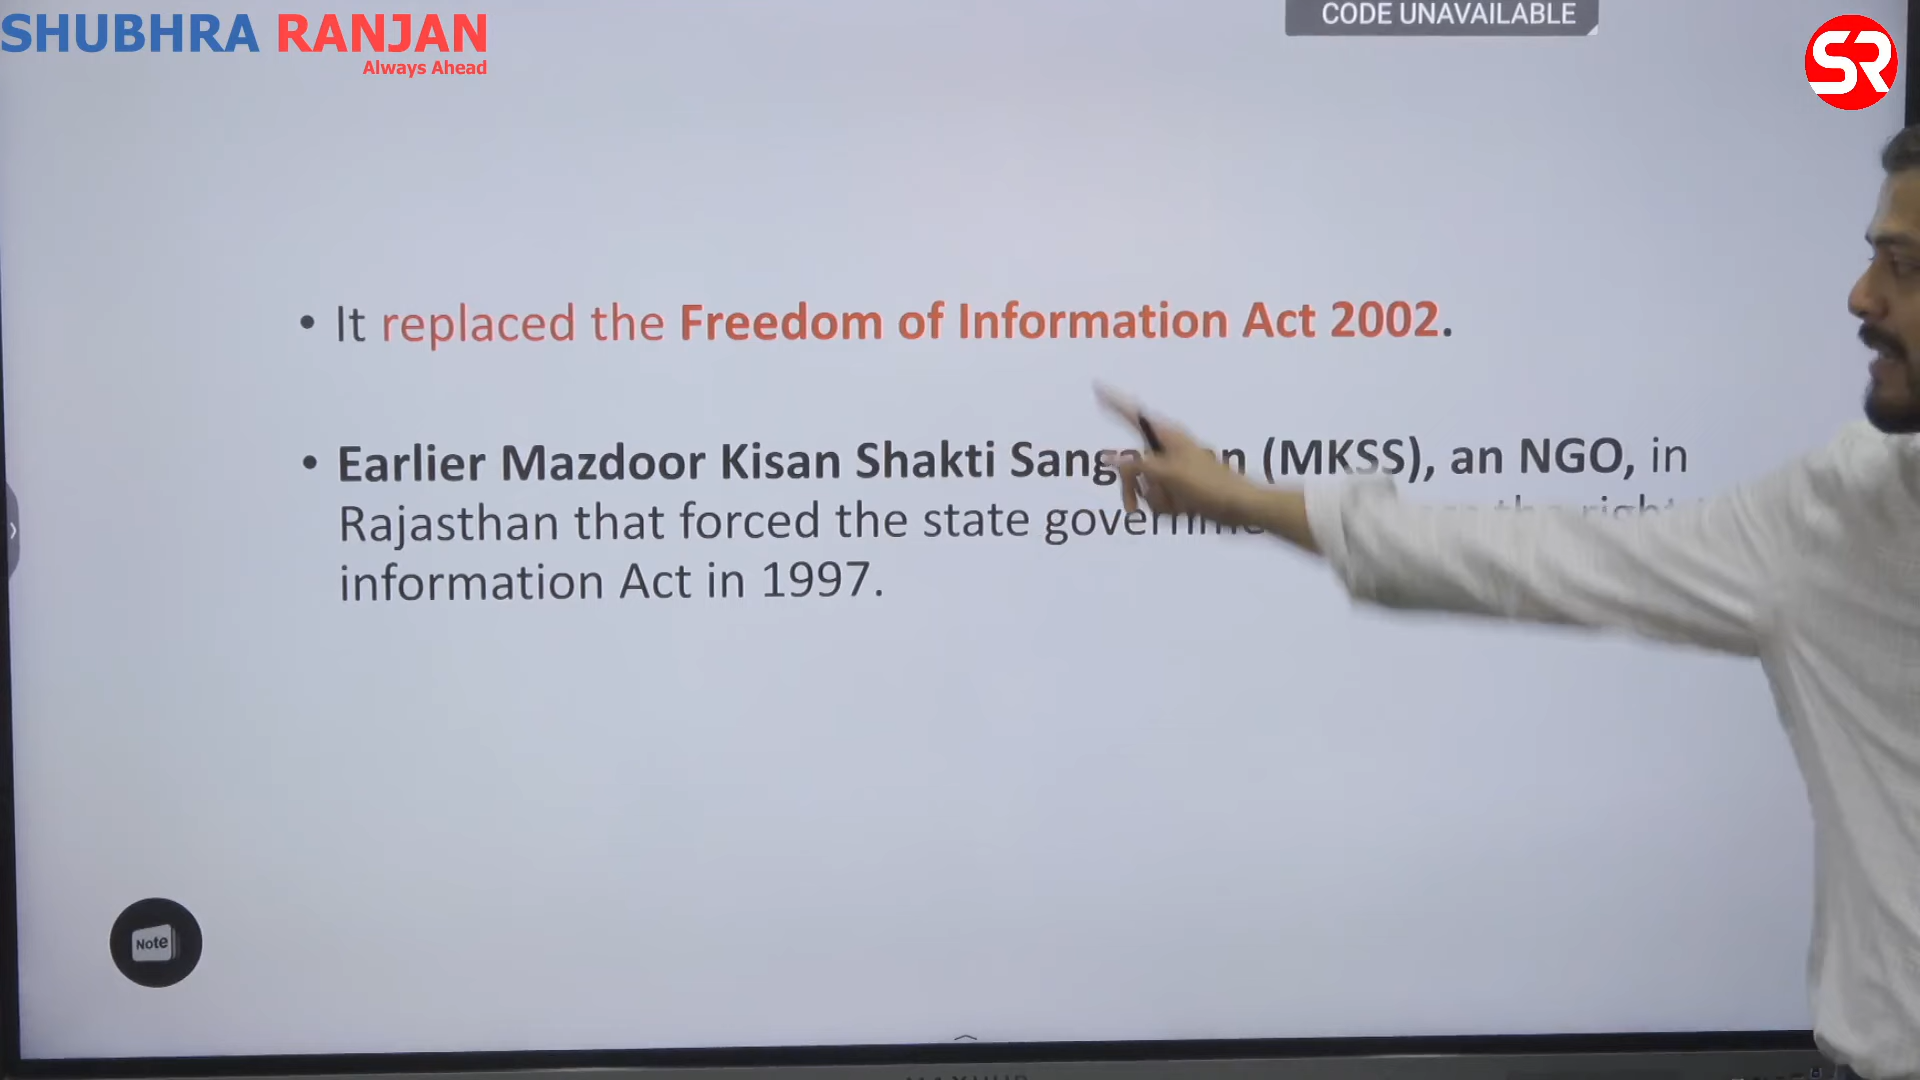 SHUBHRA RANJAN
Always Ahead
CODE UNAVAILABLE
SR
• It replaced the Freedom of Information Act 2002.
• Earlier Mazdoor Kisan Shakti (MKSS), an NGO, in
Rajasthan that forced the state
information Act in 1997.
Note